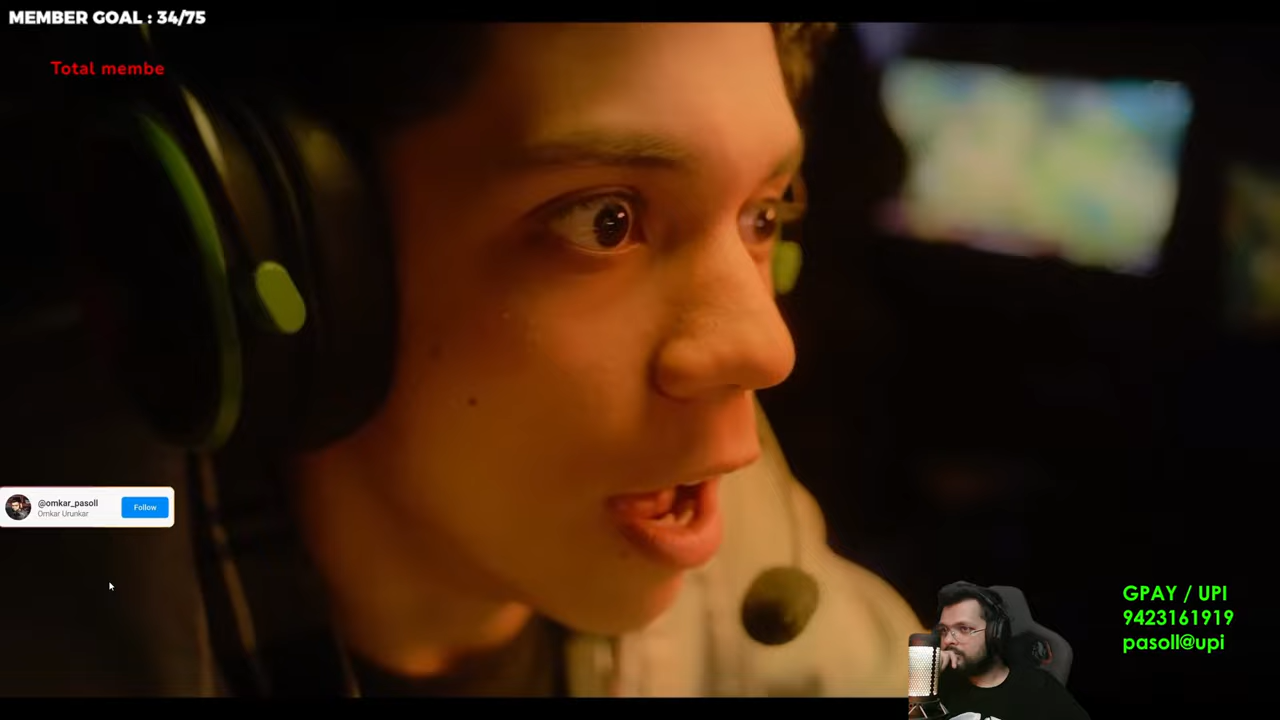 MEMBER GOAL : 34/75
Total membe
@omkar_pasoll
Omkar Urunkar
Follow
GPAY / UPI
9423161919
pasoll@upi